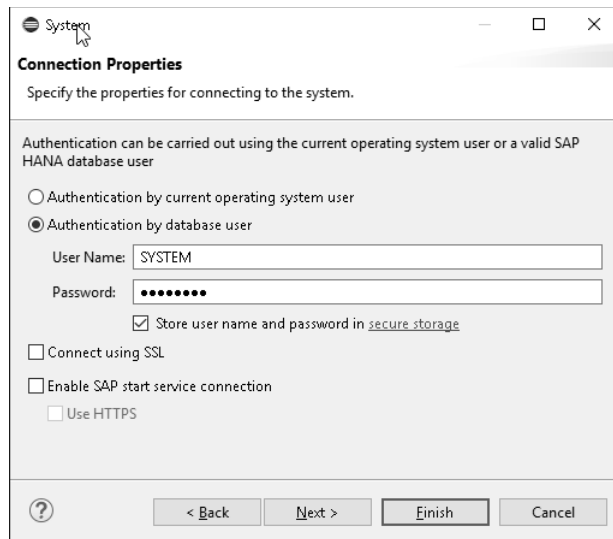 System
Connection Properties
Specify the properties for connecting to the system.
Authentication can be carried out using the current operating system user or a valid SAP
HANA database user
Authentication by current operating system user
Authentication by database user
User Name: SYSTEM
Password: ●●●●●●●●
Store user name and password in secure storage
Connect using SSL
Enable SAP start service connection
Use HTTPS
? < Back Next > Finish Cancel